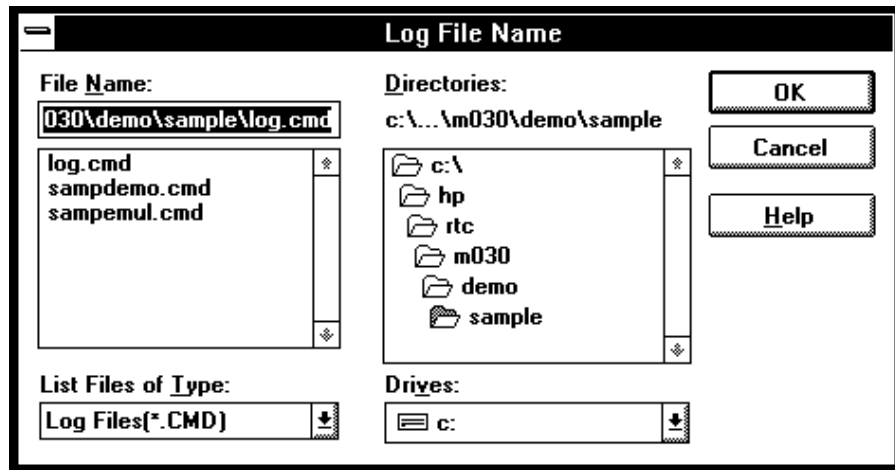 Log File Name
File Name:
030\demo\sample\log.cmd
log.cmd
sampdemo.cmd
sampemul.cmd
List Files of Type:
Log Files(*.CMD)
Directories:
c:\...\m030\demo\sample
c:\
hp
rtc
m030
demo
sample
Drives:
c:
OK
Cancel
Help